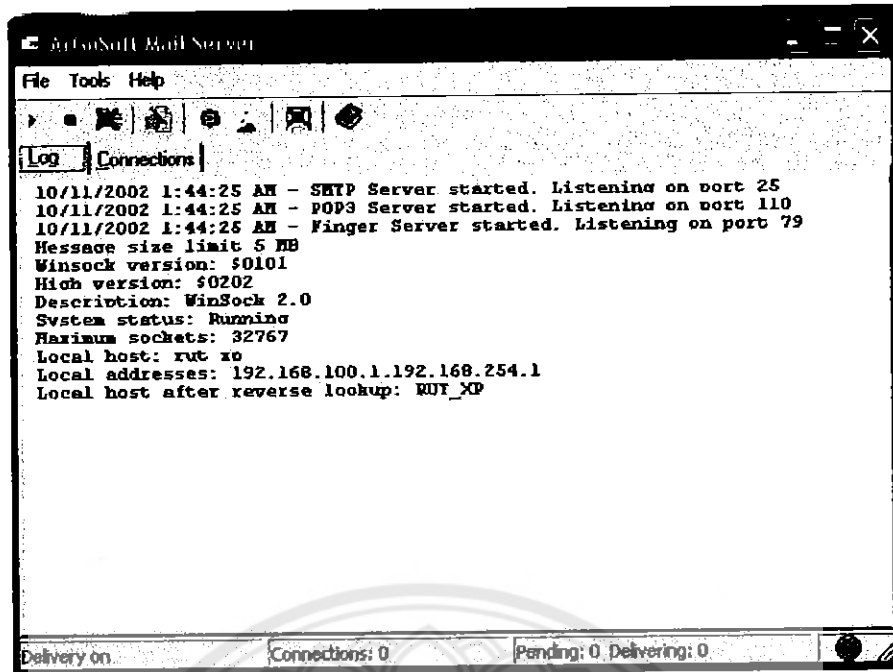 ArGoSoft Mail Server
File Tools Help
Log Connections
10/11/2002 1:44:25 AM - SMTP Server started. Listening on port 25
10/11/2002 1:44:25 AM - POP3 Server started. Listening on port 110
10/11/2002 1:44:25 AM - Finger Server started. Listening on port 79
Message size limit 5 MB
Winsock version: $0101
High version: $0202
Description: WinSock 2.0
System status: Running
Maximum sockets: 32767
Local host: rut_xp
Local addresses: 192.168.100.1,192.168.254.1
Local host after reverse lookup: RUT_XP
Delivery on Connections: 0 Pending: 0 Delivering: 0